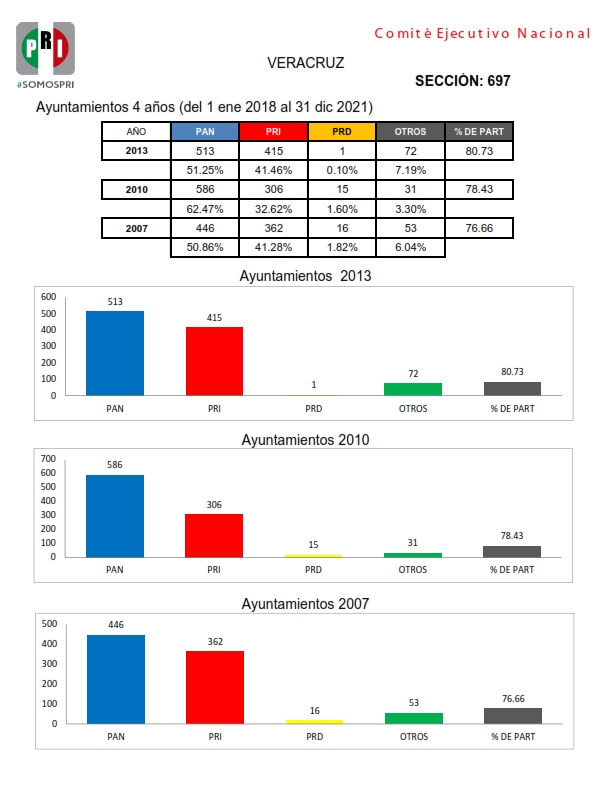 Comité Ejecutivo Nacional
PRI
#SOMOSPRI
VERACRUZ
SECCIÓN: 697
Ayuntamientos 4 años (del 1 ene 2018 al 31 dic 2021)
AÑO PAN PRI PRD OTROS % DE PART
2013 513 415 1 72 80.73
51.25% 41.46% 0.10% 7.19%
2010 586 306 15 31 78.43
62.47% 32.62% 1.60% 3.30%
2007 446 362 16 53 76.66
50.86% 41.28% 1.82% 6.04%
Ayuntamientos 2013
600
500
400
300
200
100
0
513 415 1 72 80.73
PAN PRI PRD OTROS % DE PART
Ayuntamientos 2010
700
600
500
400
300
200
100
0
586 306 15 31 78.43
PAN PRI PRD OTROS % DE PART
Ayuntamientos 2007
500
400
300
200
100
0
446 362 16 53 76.66
PAN PRI PRD OTROS % DE PART